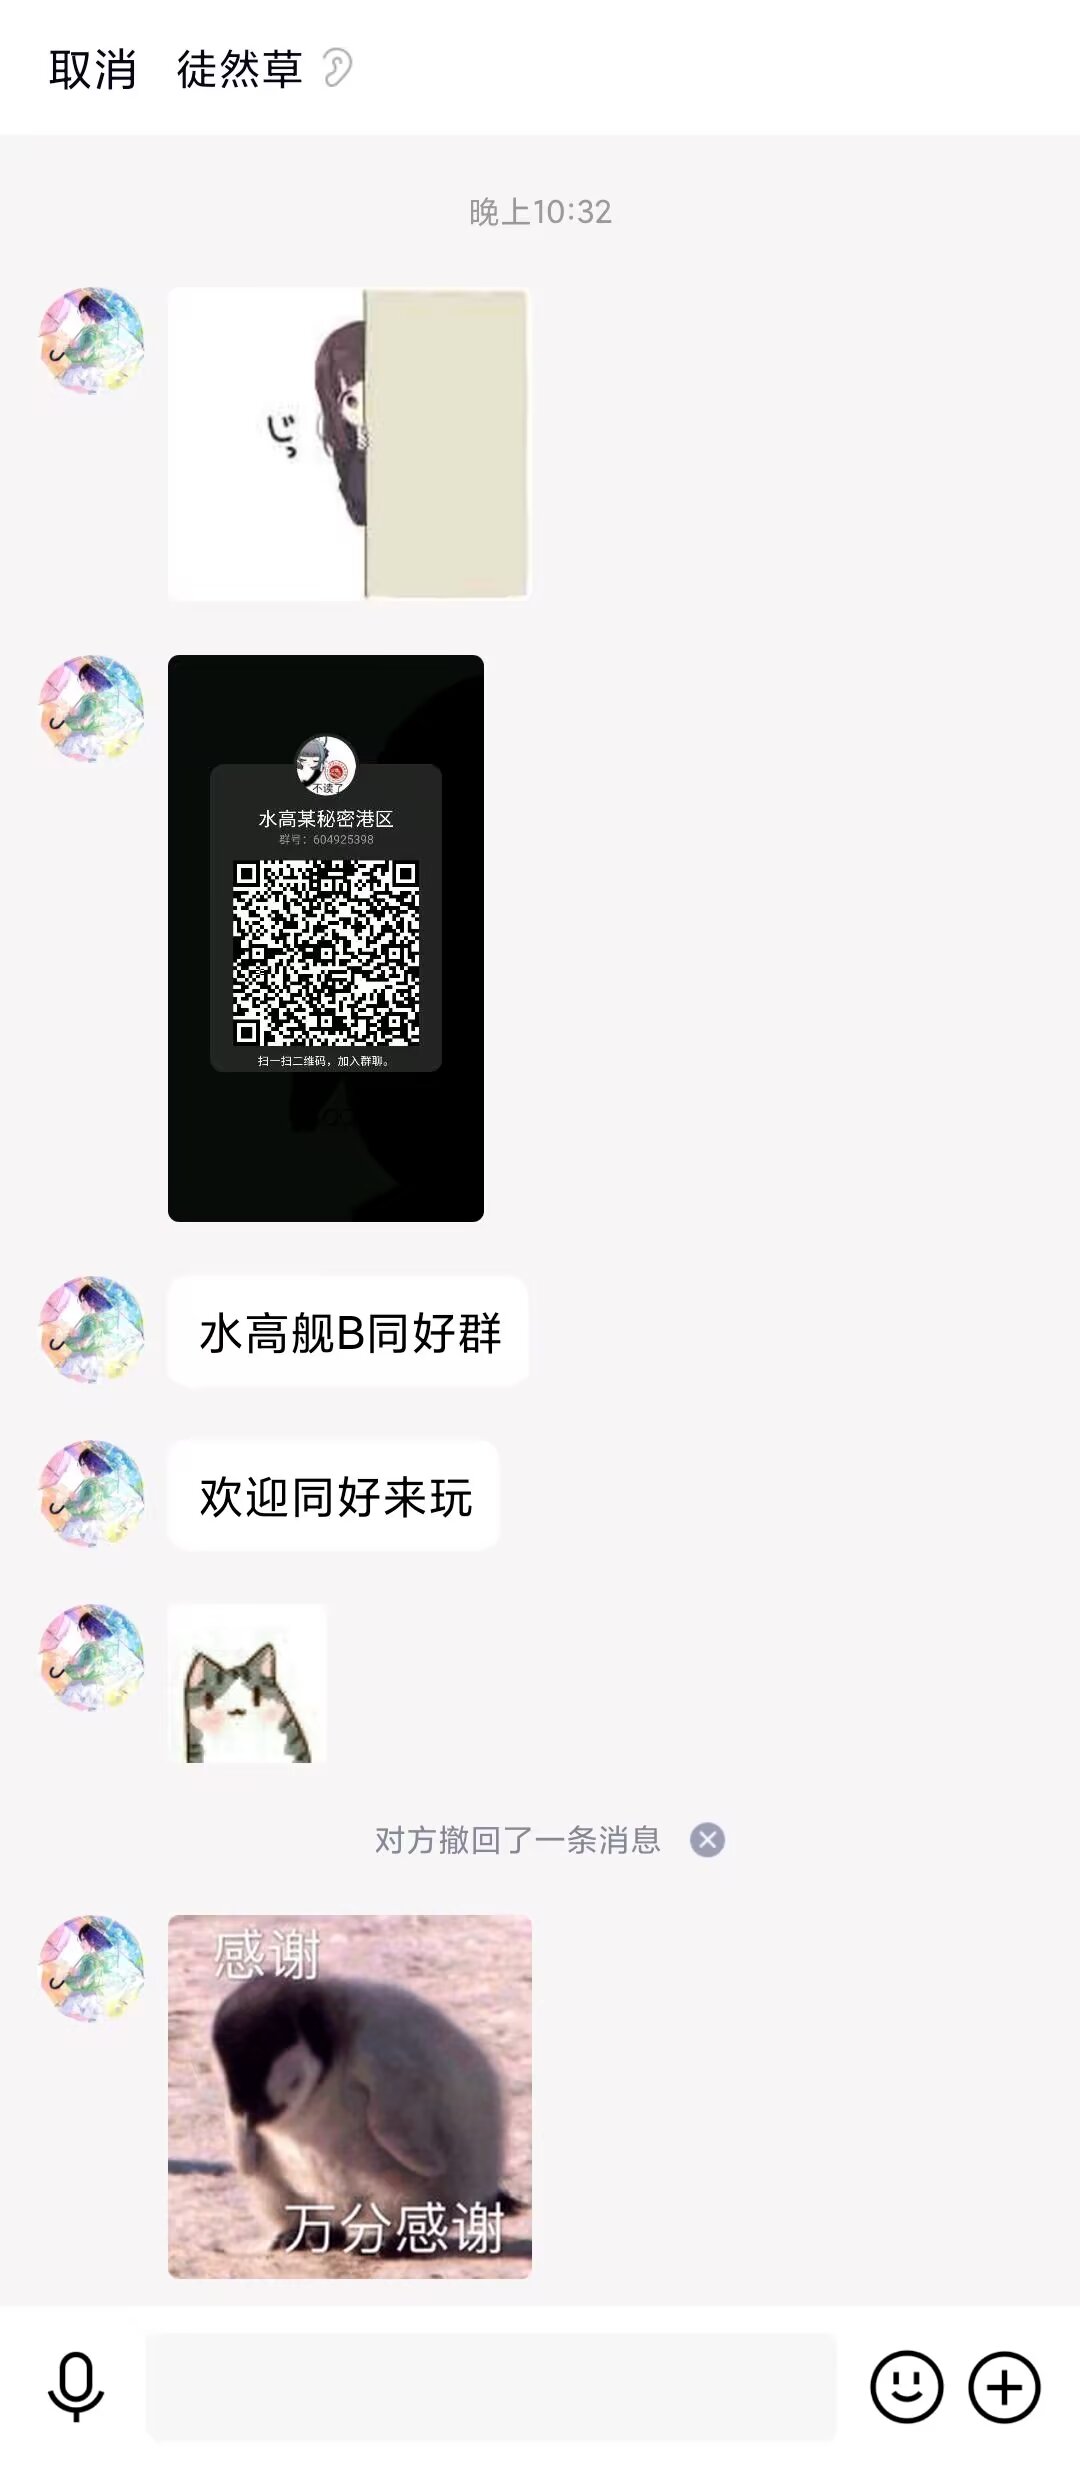 取消 徒然草
晚上10:32
じっ
不读了
水高某秘密港区
群号：604925398
扫一扫二维码，加入群聊。
水高舰B同好群
欢迎同好来玩
对方撤回了一条消息
感谢
万分感谢